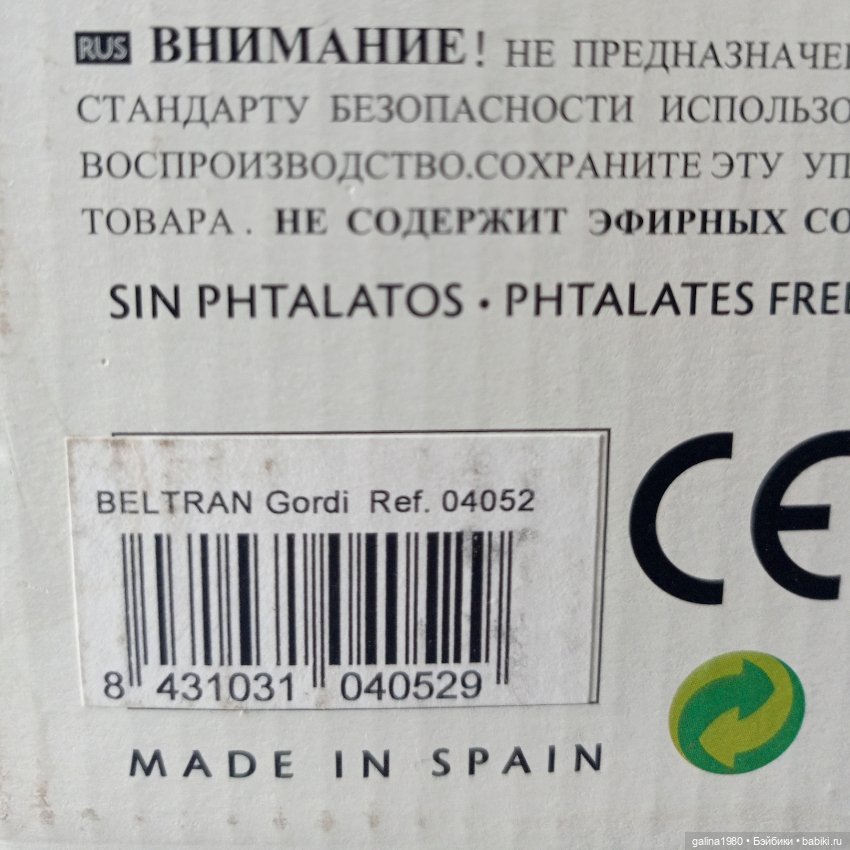 RUS ВНИМАНИЕ! НЕ ПРЕДНАЗНАЧЕ
СТАНДАРТУ БЕЗОПАСНОСТИ ИСПОЛЬЗО
ВОСПРОИЗВОДСТВО.СОХРАНИТЕ ЭТУ УП
ТОВАРА. НЕ СОДЕРЖИТ ЭФИРНЫХ СО
SIN PHTALATOS • PHTALATES FREE
BELTRAN Gordi Ref. 04052
8 431031 040529
CE
MADE IN SPAIN
galina1980 • Бэйбики • babiki.ru